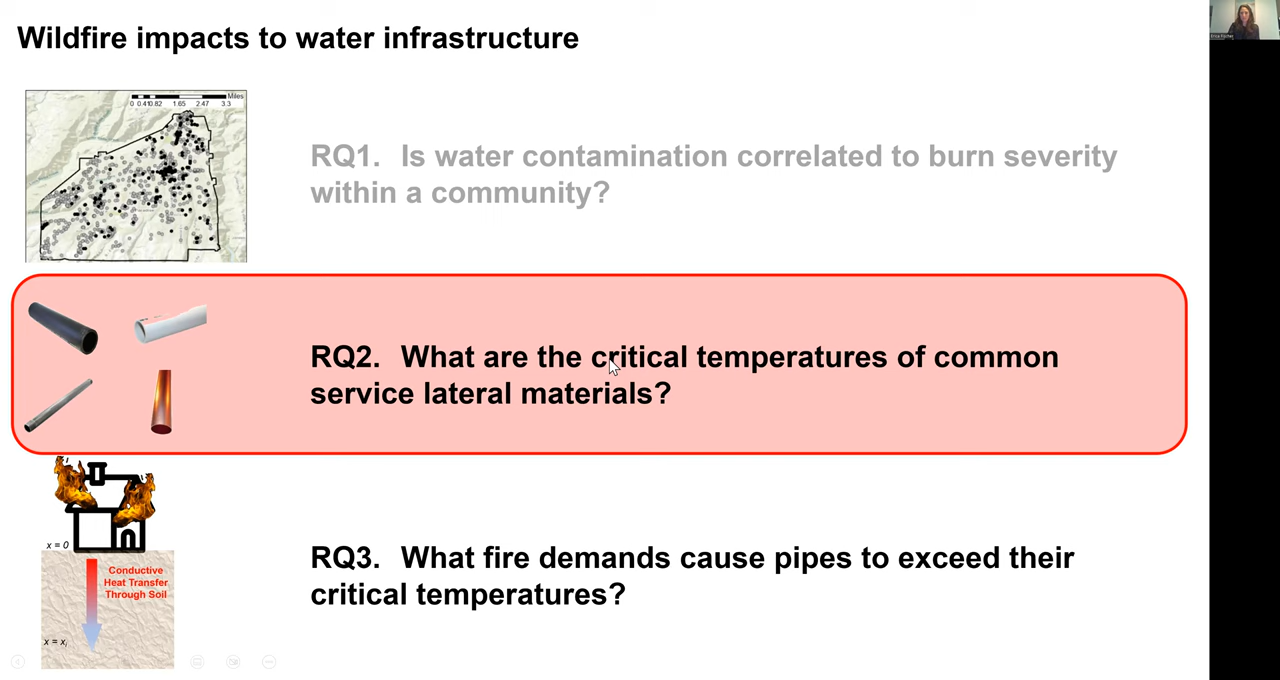 Wildfire impacts to water infrastructure
Miles
0 0.410.82 1.65 2.47 3.3
RQ1. Is water contamination correlated to burn severity
within a community?
RQ2. What are the critical temperatures of common
service lateral materials?
x = 0
Conductive
Heat Transfer
Through Soil
x = xᵢ
RQ3. What fire demands cause pipes to exceed their
critical temperatures?